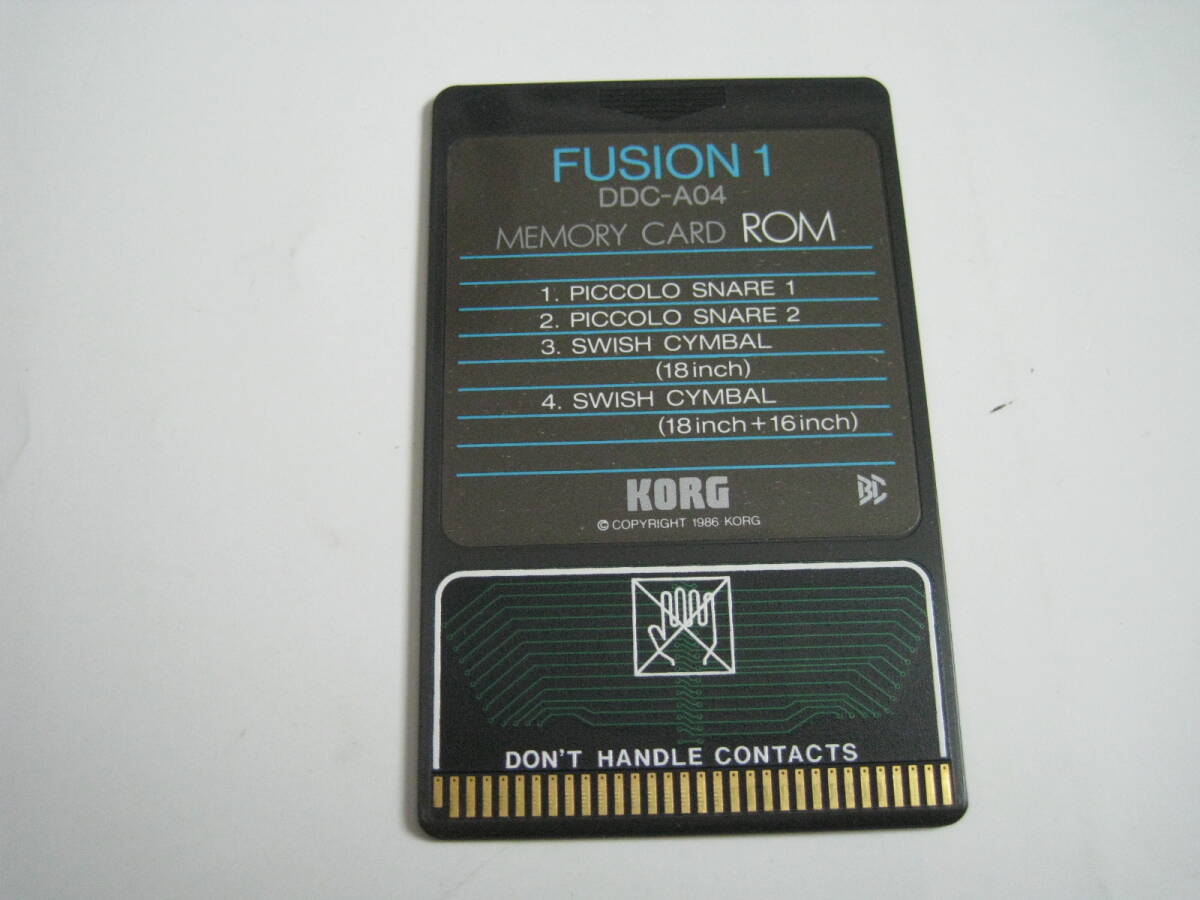 FUSION 1
DDC-A04
MEMORY CARD ROM
1. PICCOLO SNARE 1
2. PICCOLO SNARE 2
3. SWISH CYMBAL
(18inch)
4. SWISH CYMBAL
(18inch+16inch)
KORG
© COPYRIGHT 1986 KORG
DON'T HANDLE CONTACTS